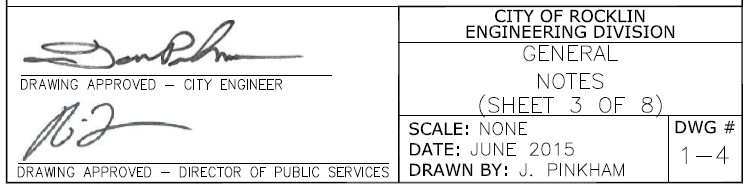 DRAWING APPROVED – CITY ENGINEER
DRAWING APPROVED – DIRECTOR OF PUBLIC SERVICES
CITY OF ROCKLIN
ENGINEERING DIVISION
GENERAL
NOTES
(SHEET 3 OF 8)
SCALE: NONE
DATE: JUNE 2015
DRAWN BY: J. PINKHAM
DWG #
1–4